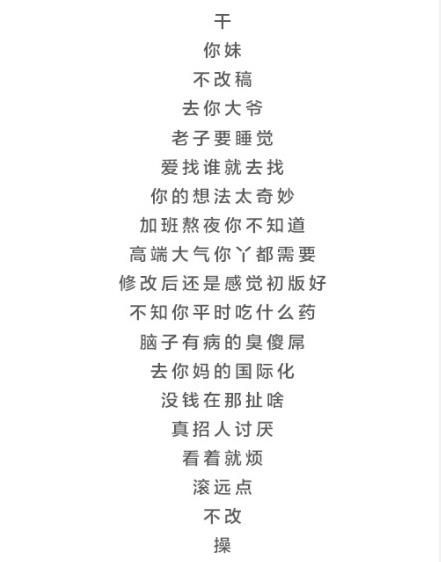 干
你妹
不改稿
去你大爷
老子要睡觉
爱找谁就去找
你的想法太奇妙
加班熬夜你不知道
高端大气你丫都需要
修改后还是感觉初版好
不知你平时吃什么药
脑子有病的臭傻屌
去你妈的国际化
没钱在那扯啥
真招人讨厌
看着就烦
滚远点
不改
操